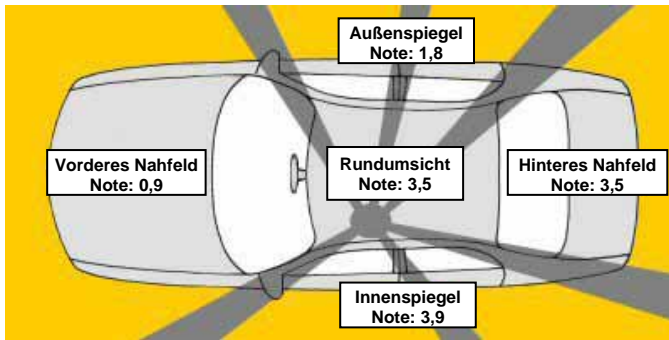 Außenspiegel
Note: 1,8
Vorderes Nahfeld
Note: 0,9
Rundumsicht
Note: 3,5
Hinteres Nahfeld
Note: 3,5
Innenspiegel
Note: 3,9